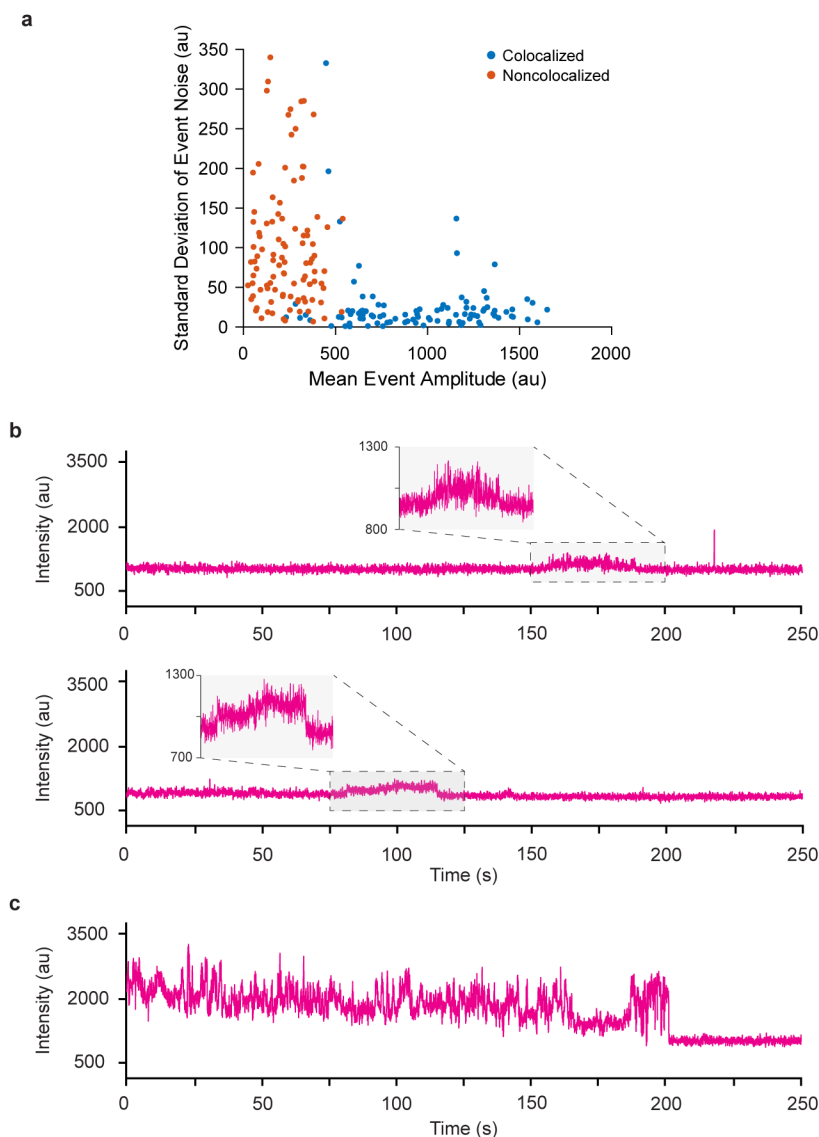 a
Standard Deviation of Event Noise (au)
350
300
250
200
150
100
50
0
Colocalized
Noncolocalized
0 500 1000 1500 2000
Mean Event Amplitude (au)
b
Intensity (au)
3500
2000
500
1300
800
0 50 100 150 200 250
Intensity (au)
3500
2000
500
1300
700
0 50 100 150 200 250
Time (s)
c
Intensity (au)
3500
2000
500
0 50 100 150 200 250
Time (s)